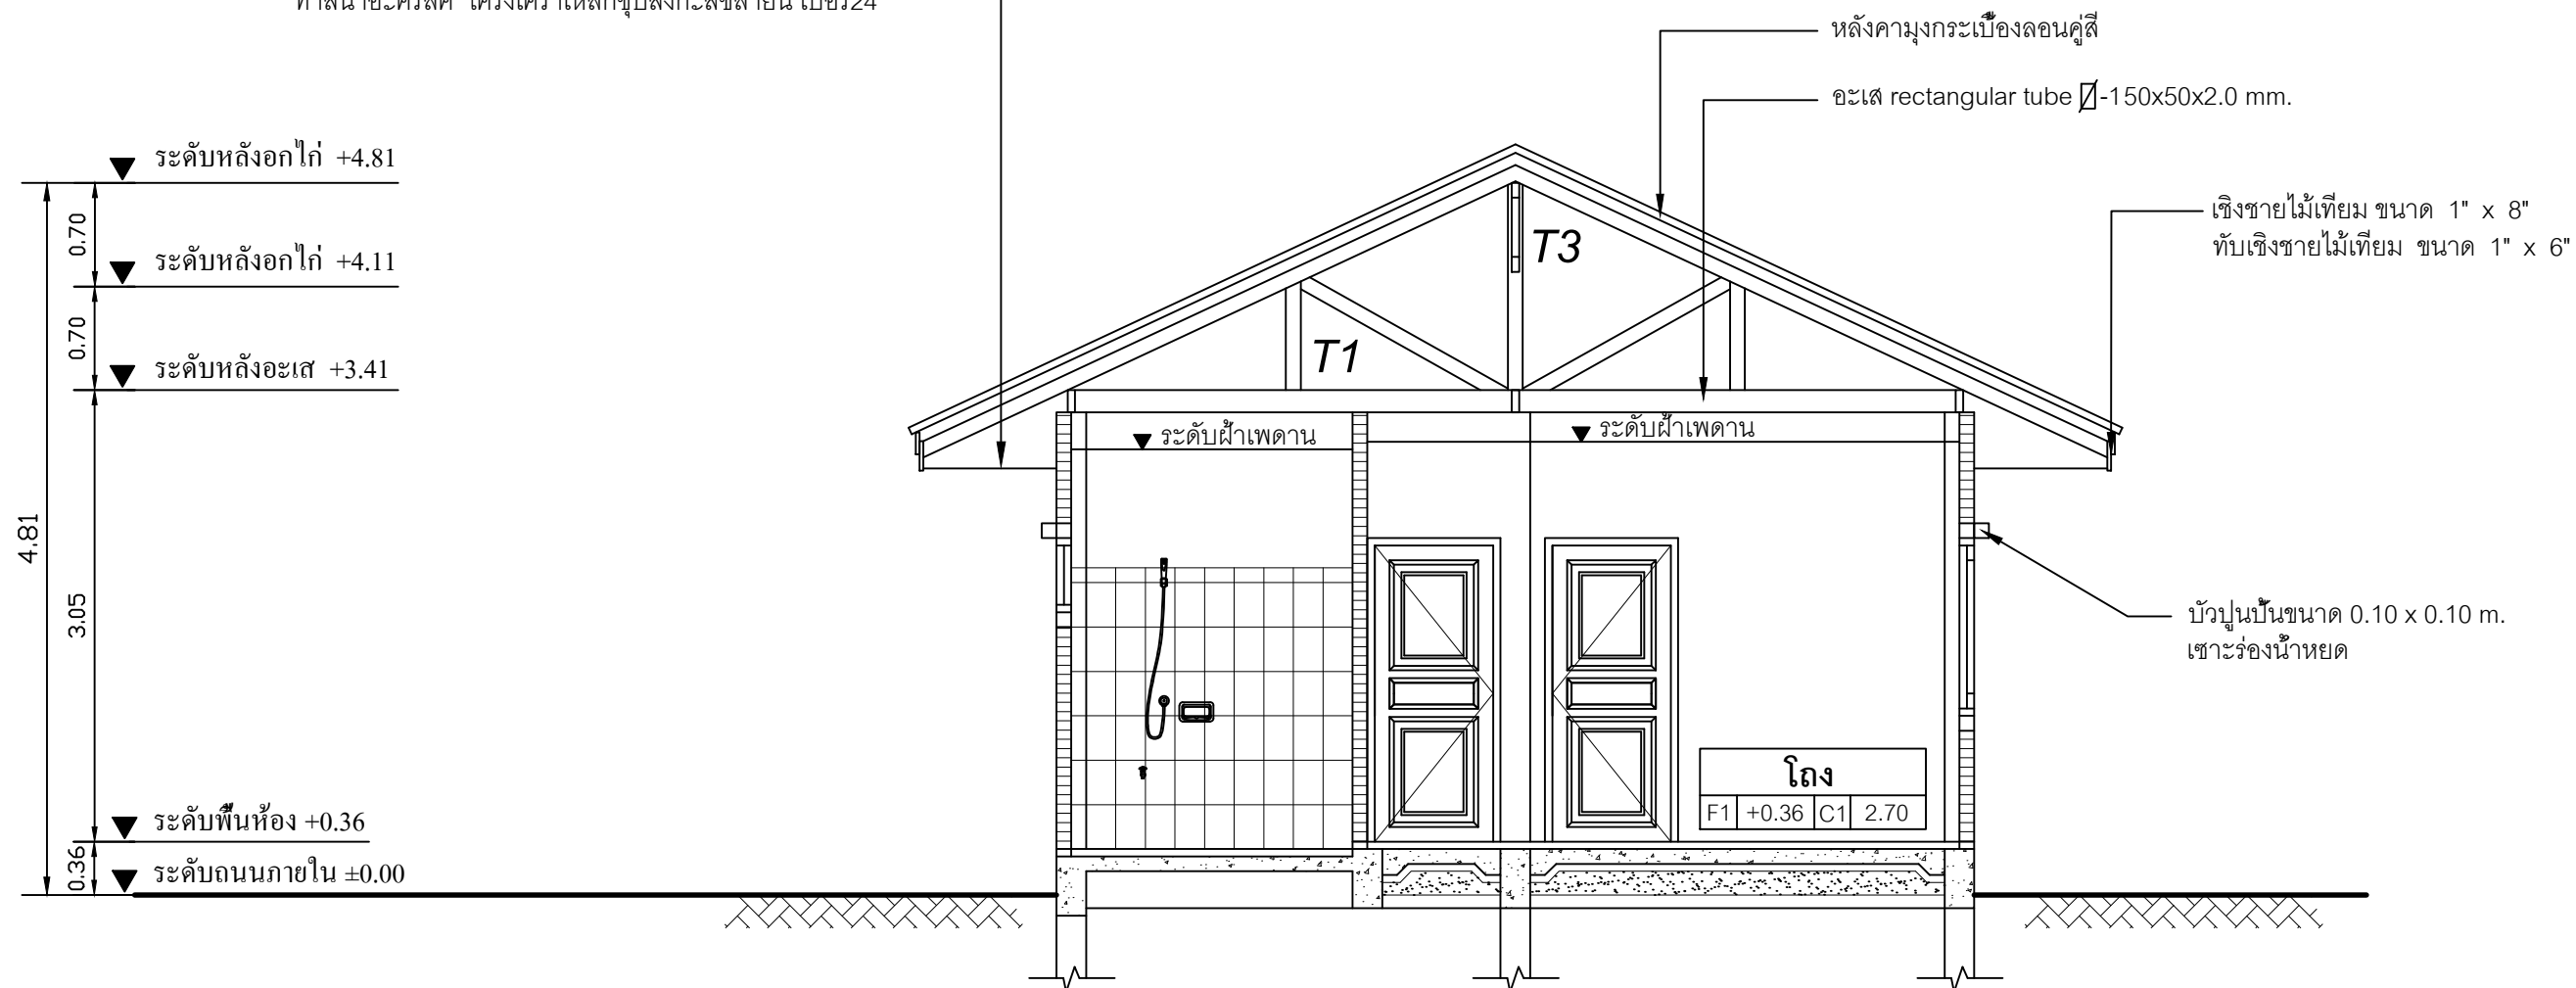 หลังคามุงกระเบื้องลอนคู่สี
อะเส rectangular tube -150x50x2.0 mm.
ระดับหลังอกไก่ +4.81
เชิงชายไม้เทียม ขนาด 1" x 8"
ทับเชิงชายไม้เทียม ขนาด 1" x 6"
0.70
T3
ระดับหลังอกไก่ +4.11
0.70
T1
ระดับหลังอะเส +3.41
ระดับฝ้าเพดาน
ระดับฝ้าเพดาน
4.81
3.05
บัวปูนปั้นขนาด 0.10 x 0.10 m.
เซาะร่องน้ำหยด
โถง
F1 +0.36 C1 2.70
ระดับพื้นห้อง +0.36
0.36
ระดับถนนภายใน ±0.00